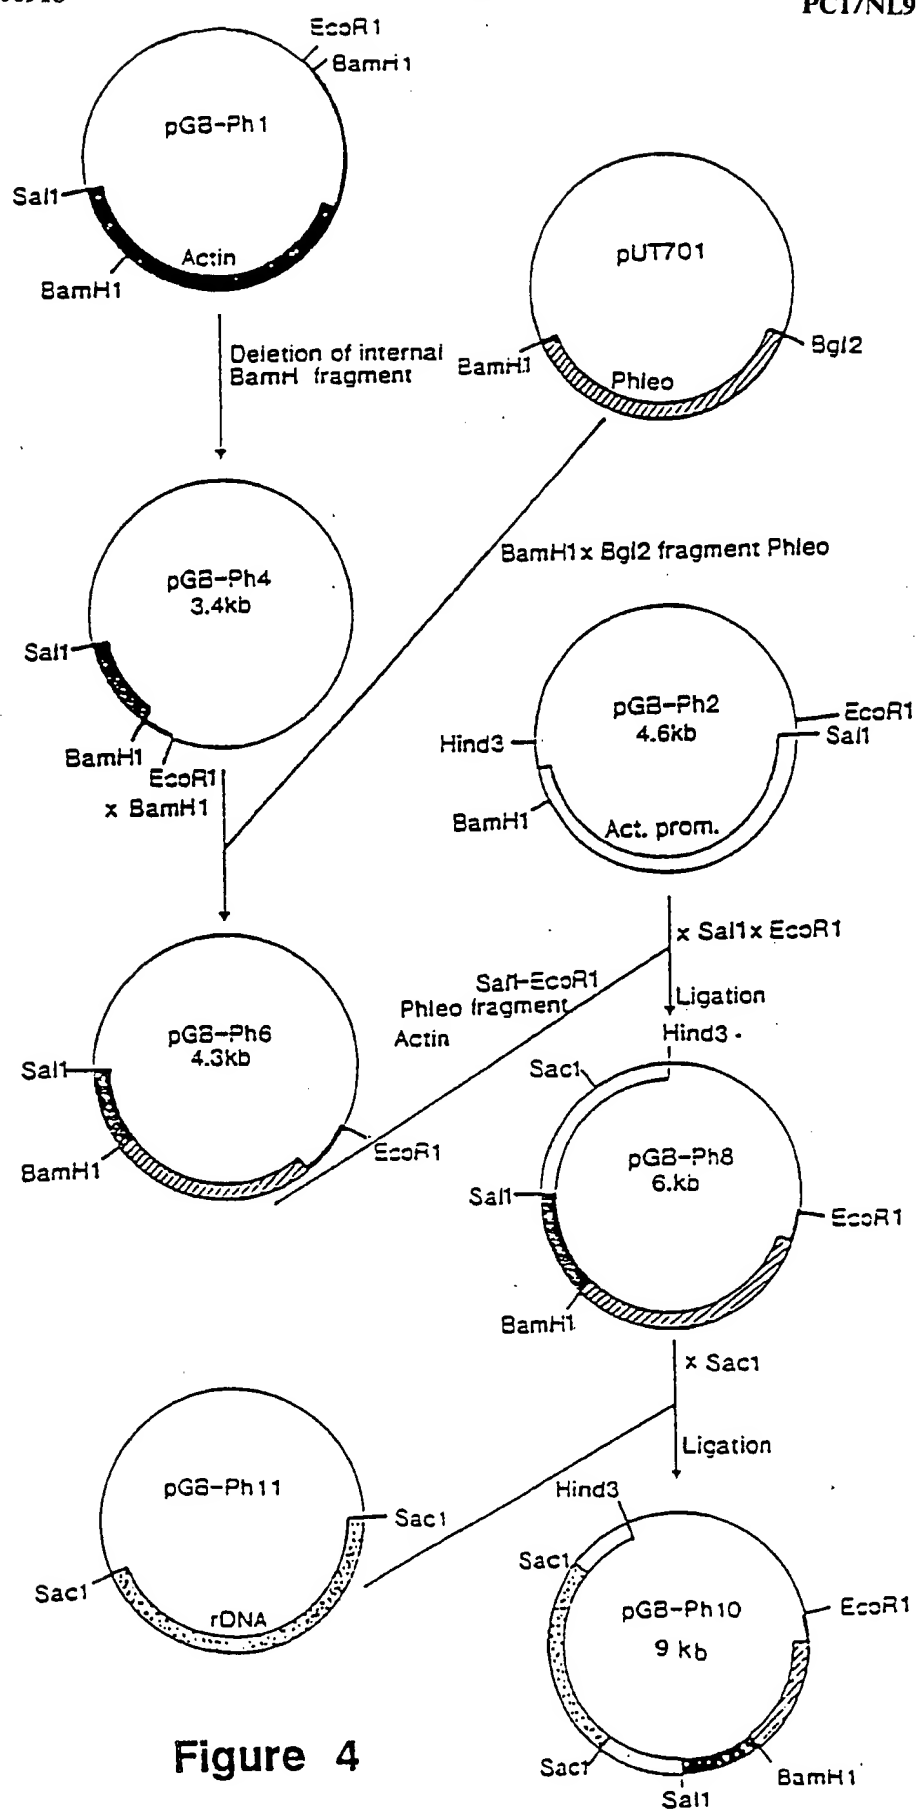 EcoR1
BamH1
pGB-Ph1
Sal1
Actin
BamH1
pUT701
BamH1
Bgl2
Phleo
Deletion of internal
BamH fragment
BamH1 x Bgl2 fragment Phleo
pGB-Ph4
3.4kb
Sal1
BamH1
EcoR1
x BamH1
pGB-Ph2
4.6kb
EcoR1
Sal1
Hind3
BamH1
Act. prom.
x Sal1 x EcoR1
Sal1-EcoR1
Phleo fragment
Actin
Ligation
pGB-Ph6
4.3kb
Sal1
BamH1
EcoR1
Hind3
Sac1
pGB-Ph8
6.kb
Sal1
EcoR1
BamH1
x Sac1
Ligation
pGB-Ph11
Sac1
Sac1
rDNA
Hind3
Sac1
pGB-Ph10
9 kb
EcoR1
Sac1
BamH1
Sal1
Figure 4